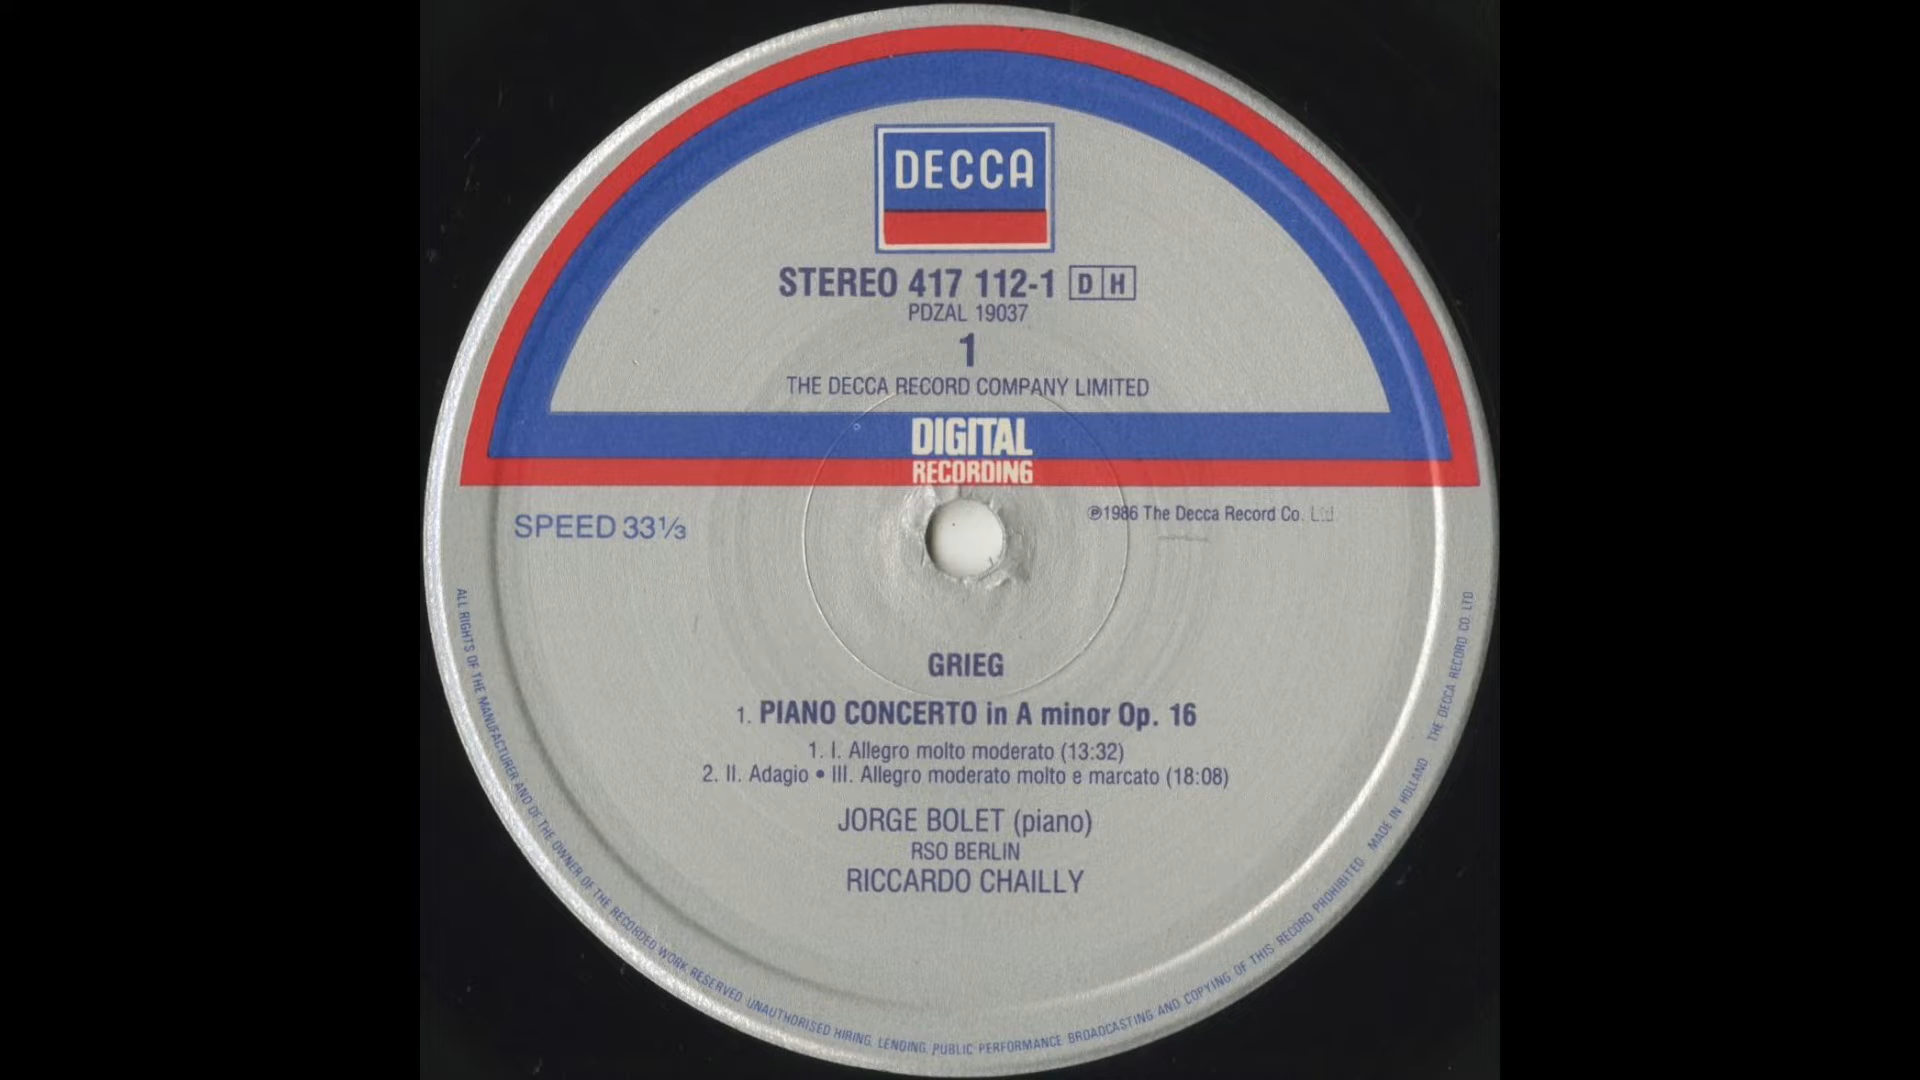 DECCA
STEREO 417 112-1 D H
PDZAL 19037
1
THE DECCA RECORD COMPANY LIMITED
DIGITAL
RECORDING
SPEED 33⅓
℗1986 The Decca Record Co. Ltd.
GRIEG
1. PIANO CONCERTO in A minor Op. 16
1. I. Allegro molto moderato (13:32)
2. II. Adagio • III. Allegro moderato molto e marcato (18:08)
JORGE BOLET (piano)
RSO BERLIN
RICCARDO CHAILLY
ALL RIGHTS OF THE MANUFACTURER AND OF THE OWNER OF THE RECORDED WORK RESERVED UNAUTHORISED HIRING, LENDING, PUBLIC PERFORMANCE BROADCASTING AND COPYING OF THIS RECORD PROHIBITED MADE IN HOLLAND THE DECCA RECORD CO. LTD